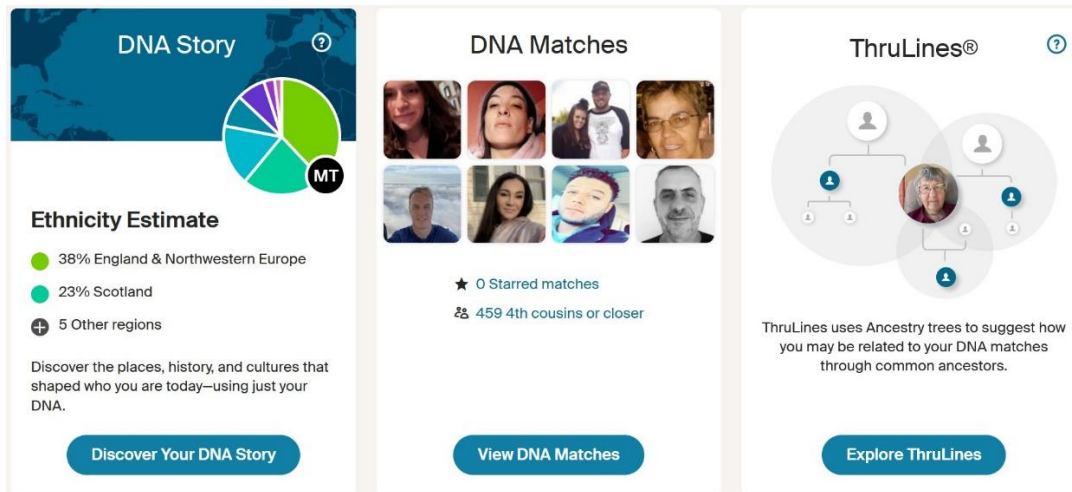 DNA Story
?
MT
Ethnicity Estimate
38% England & Northwestern Europe
23% Scotland
5 Other regions
Discover the places, history, and cultures that
shaped who you are today—using just your
DNA.
Discover Your DNA Story
DNA Matches
0 Starred matches
459 4th cousins or closer
View DNA Matches
ThruLines®
?
ThruLines uses Ancestry trees to suggest how
you may be related to your DNA matches
through common ancestors.
Explore ThruLines